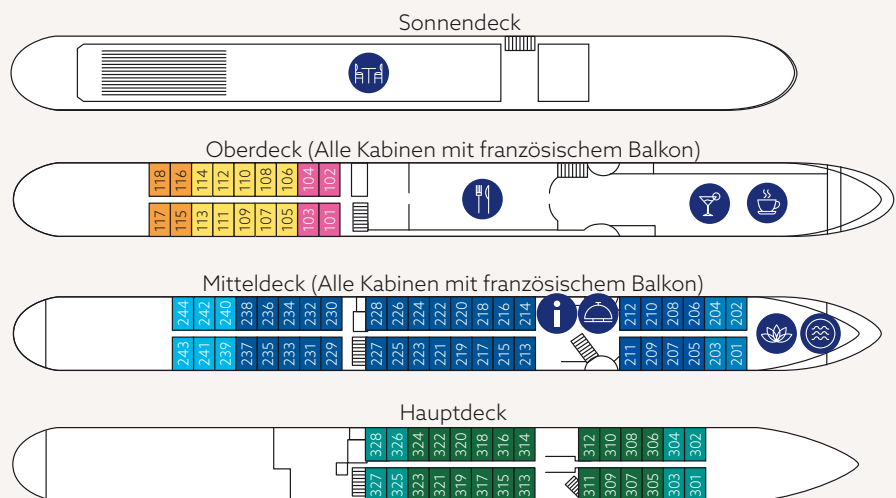 Sonnendeck
Oberdeck (Alle Kabinen mit französischem Balkon)
118 116 114 112 110 108 106 104 102
117 115 113 111 109 107 105 103 101
Mitteldeck (Alle Kabinen mit französischem Balkon)
244 242 240 238 236 234 232 230 228 226 224 222 220 218 216 214 212 210 208 206 204 202
243 241 239 237 235 233 231 229 227 225 223 221 219 217 215 213 211 209 207 205 203 201
Hauptdeck
328 326 324 322 320 318 316 314 312 310 308 306 304 302
327 325 323 321 319 317 315 313 311 309 307 305 303 301